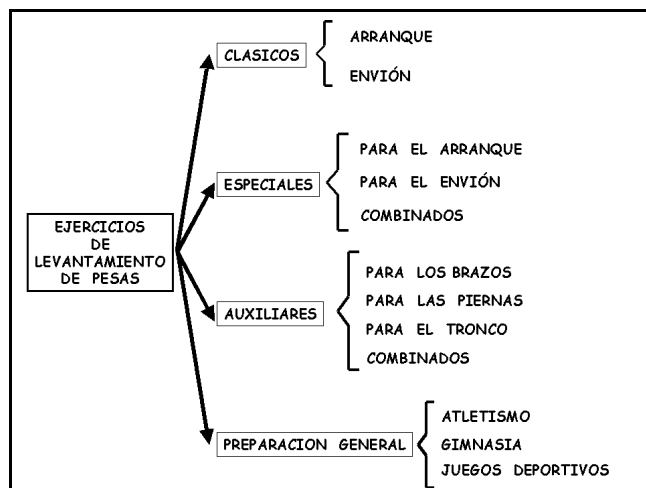 EJERCICIOS
DE
LEVANTAMIENTO
DE PESAS
CLASICOS
ARRANQUE
ENVIÓN
ESPECIALES
PARA EL ARRANQUE
PARA EL ENVIÓN
COMBINADOS
AUXILIARES
PARA LOS BRAZOS
PARA LAS PIERNAS
PARA EL TRONCO
COMBINADOS
PREPARACION GENERAL
ATLETISMO
GIMNASIA
JUEGOS DEPORTIVOS